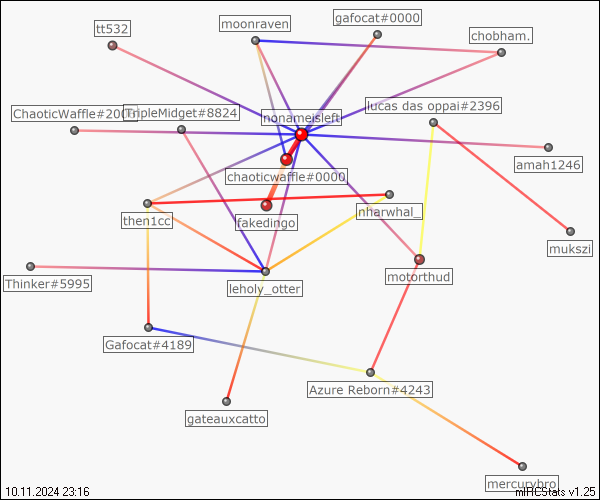 gafocat#0000
moonraven
tt532
chobham.
lucas das oppai#2396
ChaoticWaffle#200
TripleMidget#8824
nonameisleft
amah1246
chaoticwaffle#0000
nharwhal_
then1cc
fakedingo
mukszi
motorthud
Thinker#5995
leholy_otter
Gafocat#4189
Azure Reborn#4243
gateauxcatto
mercurybro
10.11.2024 23:16
mIRCStats v1.25